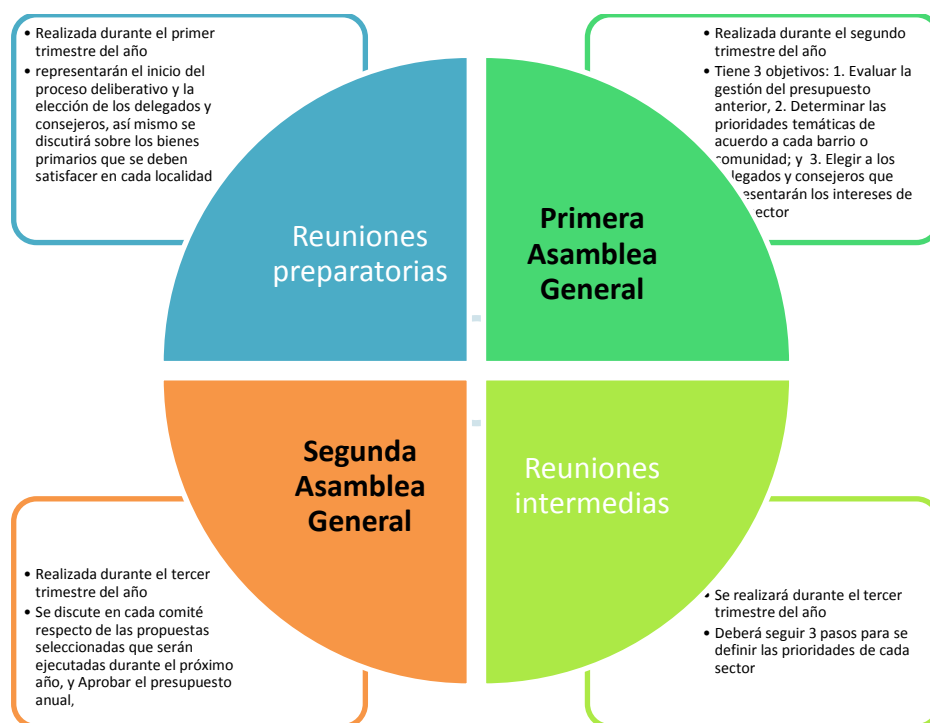 • Realizada durante el primer
trimestre del año
• representarán el inicio del
proceso deliberativo y la
elección de los delegados y
consejeros, así mismo se
discutirá sobre los bienes
primarios que se deben
satisfacer en cada localidad
Reuniones
preparatorias
• Realizada durante el segundo
trimestre del año
• Tiene 3 objetivos: 1. Evaluar la
gestión del presupuesto
anterior, 2. Determinar las
prioridades temáticas de
acuerdo a cada barrio o
comunidad; y 3. Elegir a los
legados y consejeros que
esentarán los intereses de
ector
Primera
Asamblea
General
Segunda
Asamblea
General
• Realizada durante el tercer
trimestre del año
• Se discute en cada comité
respecto de las propuestas
seleccionadas que serán
ejecutadas durante el próximo
año, y Aprobar el presupuesto
anual,
Reuniones
intermedias
• Se realizará durante el tercer
trimestre del año
• Deberá seguir 3 pasos para se
definir las prioridades de cada
sector